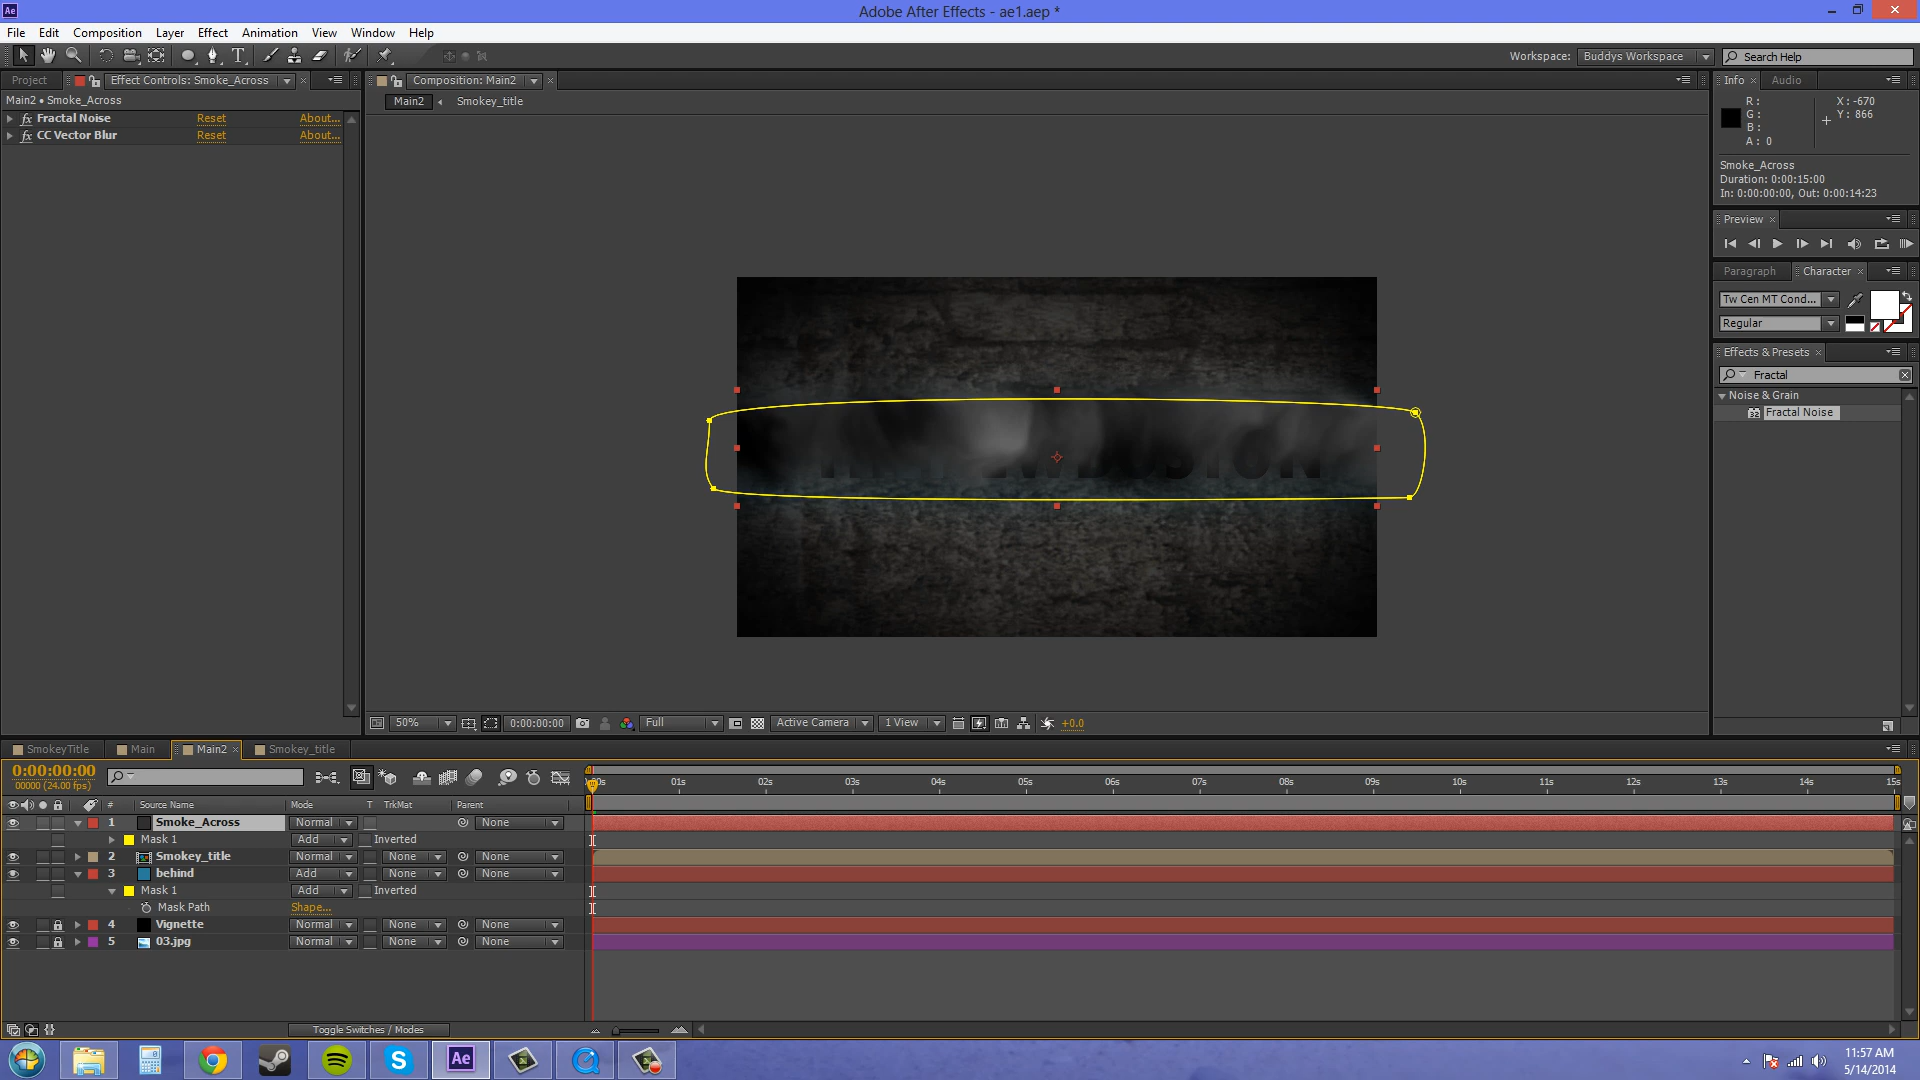 Adobe After Effects - ae1.aep *
File Edit Composition Layer Effect Animation View Window Help
Workspace: Buddys Workspace Search Help
Project Effect Controls: Smoke_Across Composition: Main2 Info Audio
Main2 • Smoke_Across
Main2 Smokey_title
Fractal Noise Reset About...
CC Vector Blur Reset About...
R :
G :
B :
A : 0
X : -670
Y : 866
Smoke_Across
Duration: 0:00:15:00
In: 0:00:00:00, Out: 0:00:14:23
Preview
Paragraph Character
Tw Cen MT Cond...
Regular
Effects & Presets
Fractal
Noise & Grain
Fractal Noise
50% 0:00:00:00 Full Active Camera 1 View +0.0
SmokeyTitle Main Main2 Smokey_title
0:00:00:00
00000 (24.00 fps)
01s 02s 03s 04s 05s 06s 07s 08s 09s 10s 11s 12s 13s 14s 15s
# Source Name Mode T TrkMat Parent
1 Smoke_Across Normal None
Mask 1 Add Inverted
2 Smokey_title Normal None None
3 behind Add None None
Mask 1 Add Inverted
Mask Path Shape...
4 Vignette Normal None None
5 03.jpg Normal None None
Toggle Switches / Modes
Ae
11:57 AM
5/14/2014